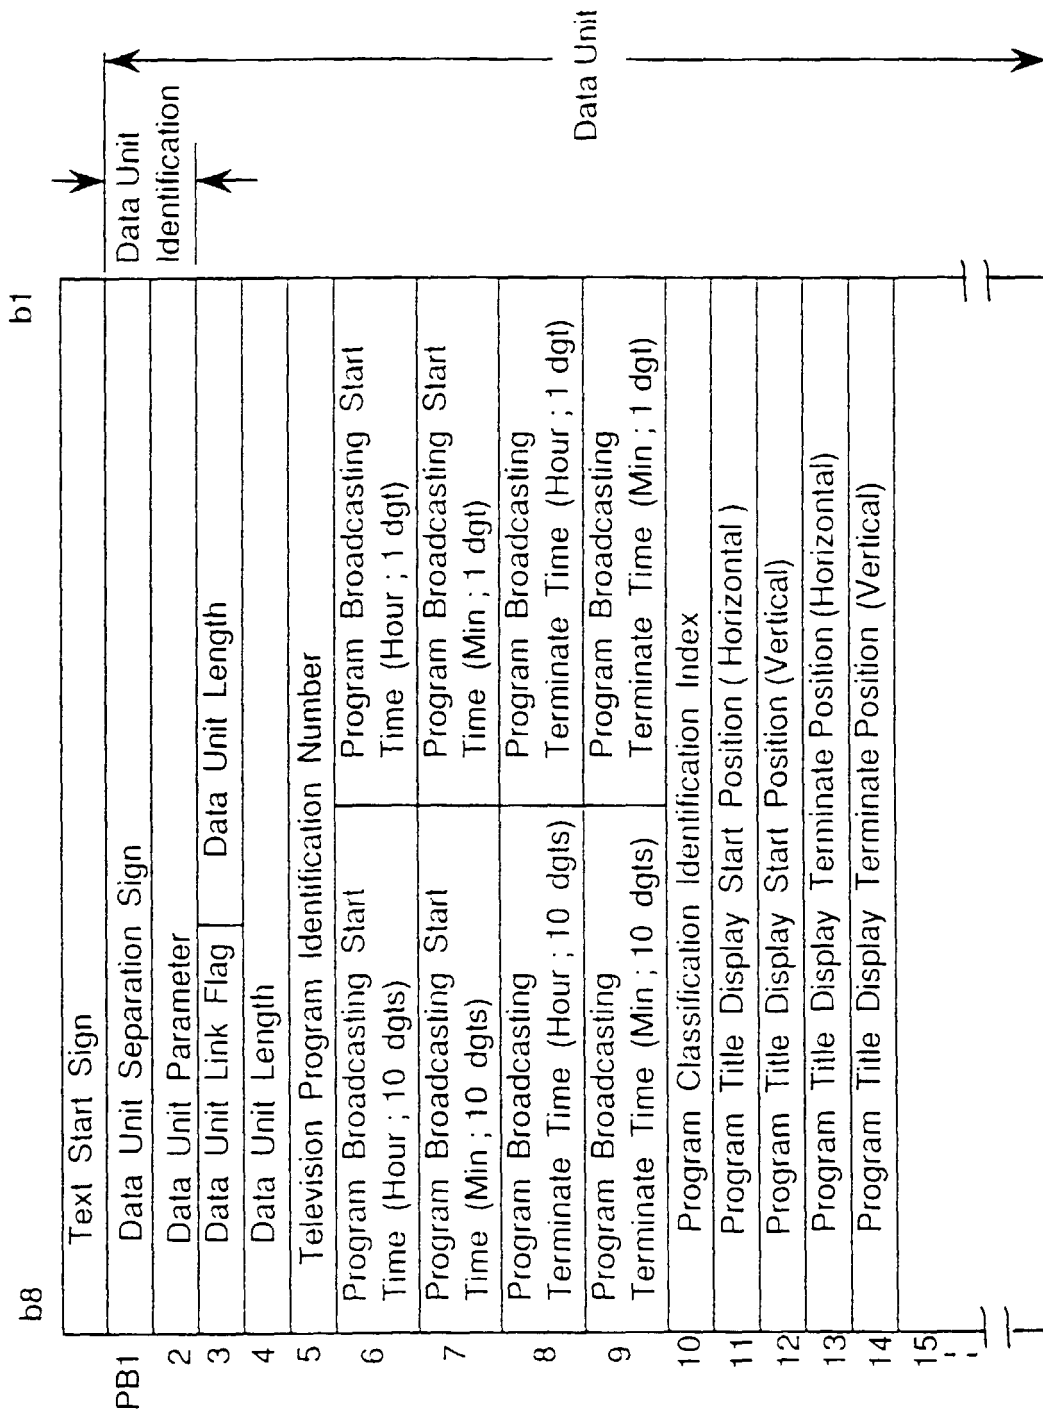 b8
b1
Text Start Sign
PB1
Data Unit Separation Sign
2
Data Unit Parameter
3
Data Unit Link Flag
Data Unit Length
4
Data Unit Length
5
Television Program Identification Number
6
Program Broadcasting Start
Time (Hour ; 10 dgts)
Program Broadcasting Start
Time (Hour ; 1 dgt)
7
Program Broadcasting Start
Time (Min ; 10 dgts)
Program Broadcasting Start
Time (Min ; 1 dgt)
8
Program Broadcasting
Terminate Time (Hour ; 10 dgts)
Program Broadcasting
Terminate Time (Hour ; 1 dgt)
9
Program Broadcasting
Terminate Time (Min ; 10 dgts)
Program Broadcasting
Terminate Time (Min ; 1 dgt)
10
Program Classification Identification Index
11
Program Title Display Start Position ( Horizontal )
12
Program Title Display Start Position (Vertical)
13
Program Title Display Terminate Position (Horizontal)
14
Program Title Display Terminate Position (Vertical)
15
Data Unit
Identification
Data Unit